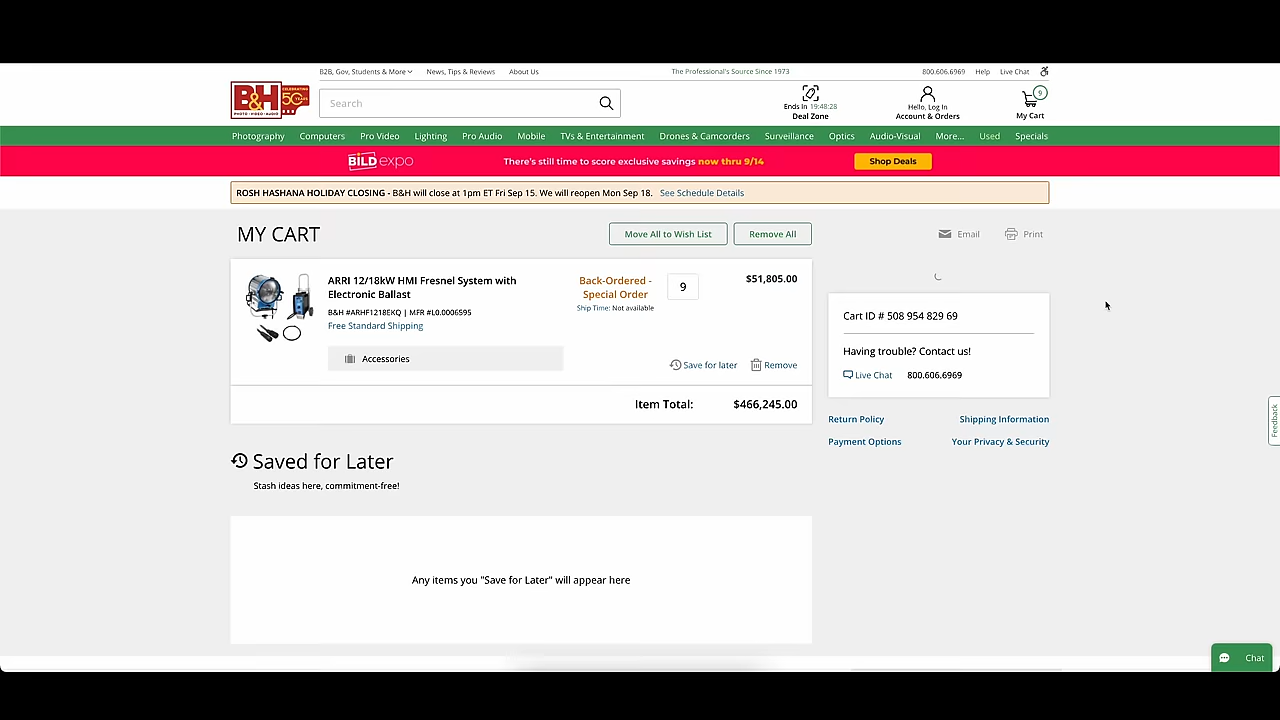 B2B, Gov, Students & More News, Tips & Reviews About Us The Professional's Source Since 1973 800.606.6969 Help Live Chat
B&H PHOTO · VIDEO · AUDIO CELEBRATING 50 YEARS
Search
Ends In 19:48:28
Deal Zone
Hello, Log In
Account & Orders
9
My Cart
Photography Computers Pro Video Lighting Pro Audio Mobile TVs & Entertainment Drones & Camcorders Surveillance Optics Audio-Visual More... Used Specials
BILD expo There's still time to score exclusive savings now thru 9/14 Shop Deals
ROSH HASHANA HOLIDAY CLOSING - B&H will close at 1pm ET Fri Sep 15. We will reopen Mon Sep 18. See Schedule Details
MY CART Move All to Wish List Remove All Email Print
ARRI 12/18kW HMI Fresnel System with
Electronic Ballast
B&H #ARHF1218EKQ | MFR #L0.0006595
Free Standard Shipping
Accessories
Back-Ordered -
Special Order
Ship Time: Not available
9
$51,805.00
Save for later Remove
Item Total: $466,245.00
Cart ID # 508 954 829 69
Having trouble? Contact us!
Live Chat 800.606.6969
Return Policy Shipping Information
Payment Options Your Privacy & Security
Feedback
Saved for Later
Stash ideas here, commitment-free!
Any items you "Save for Later" will appear here
Chat